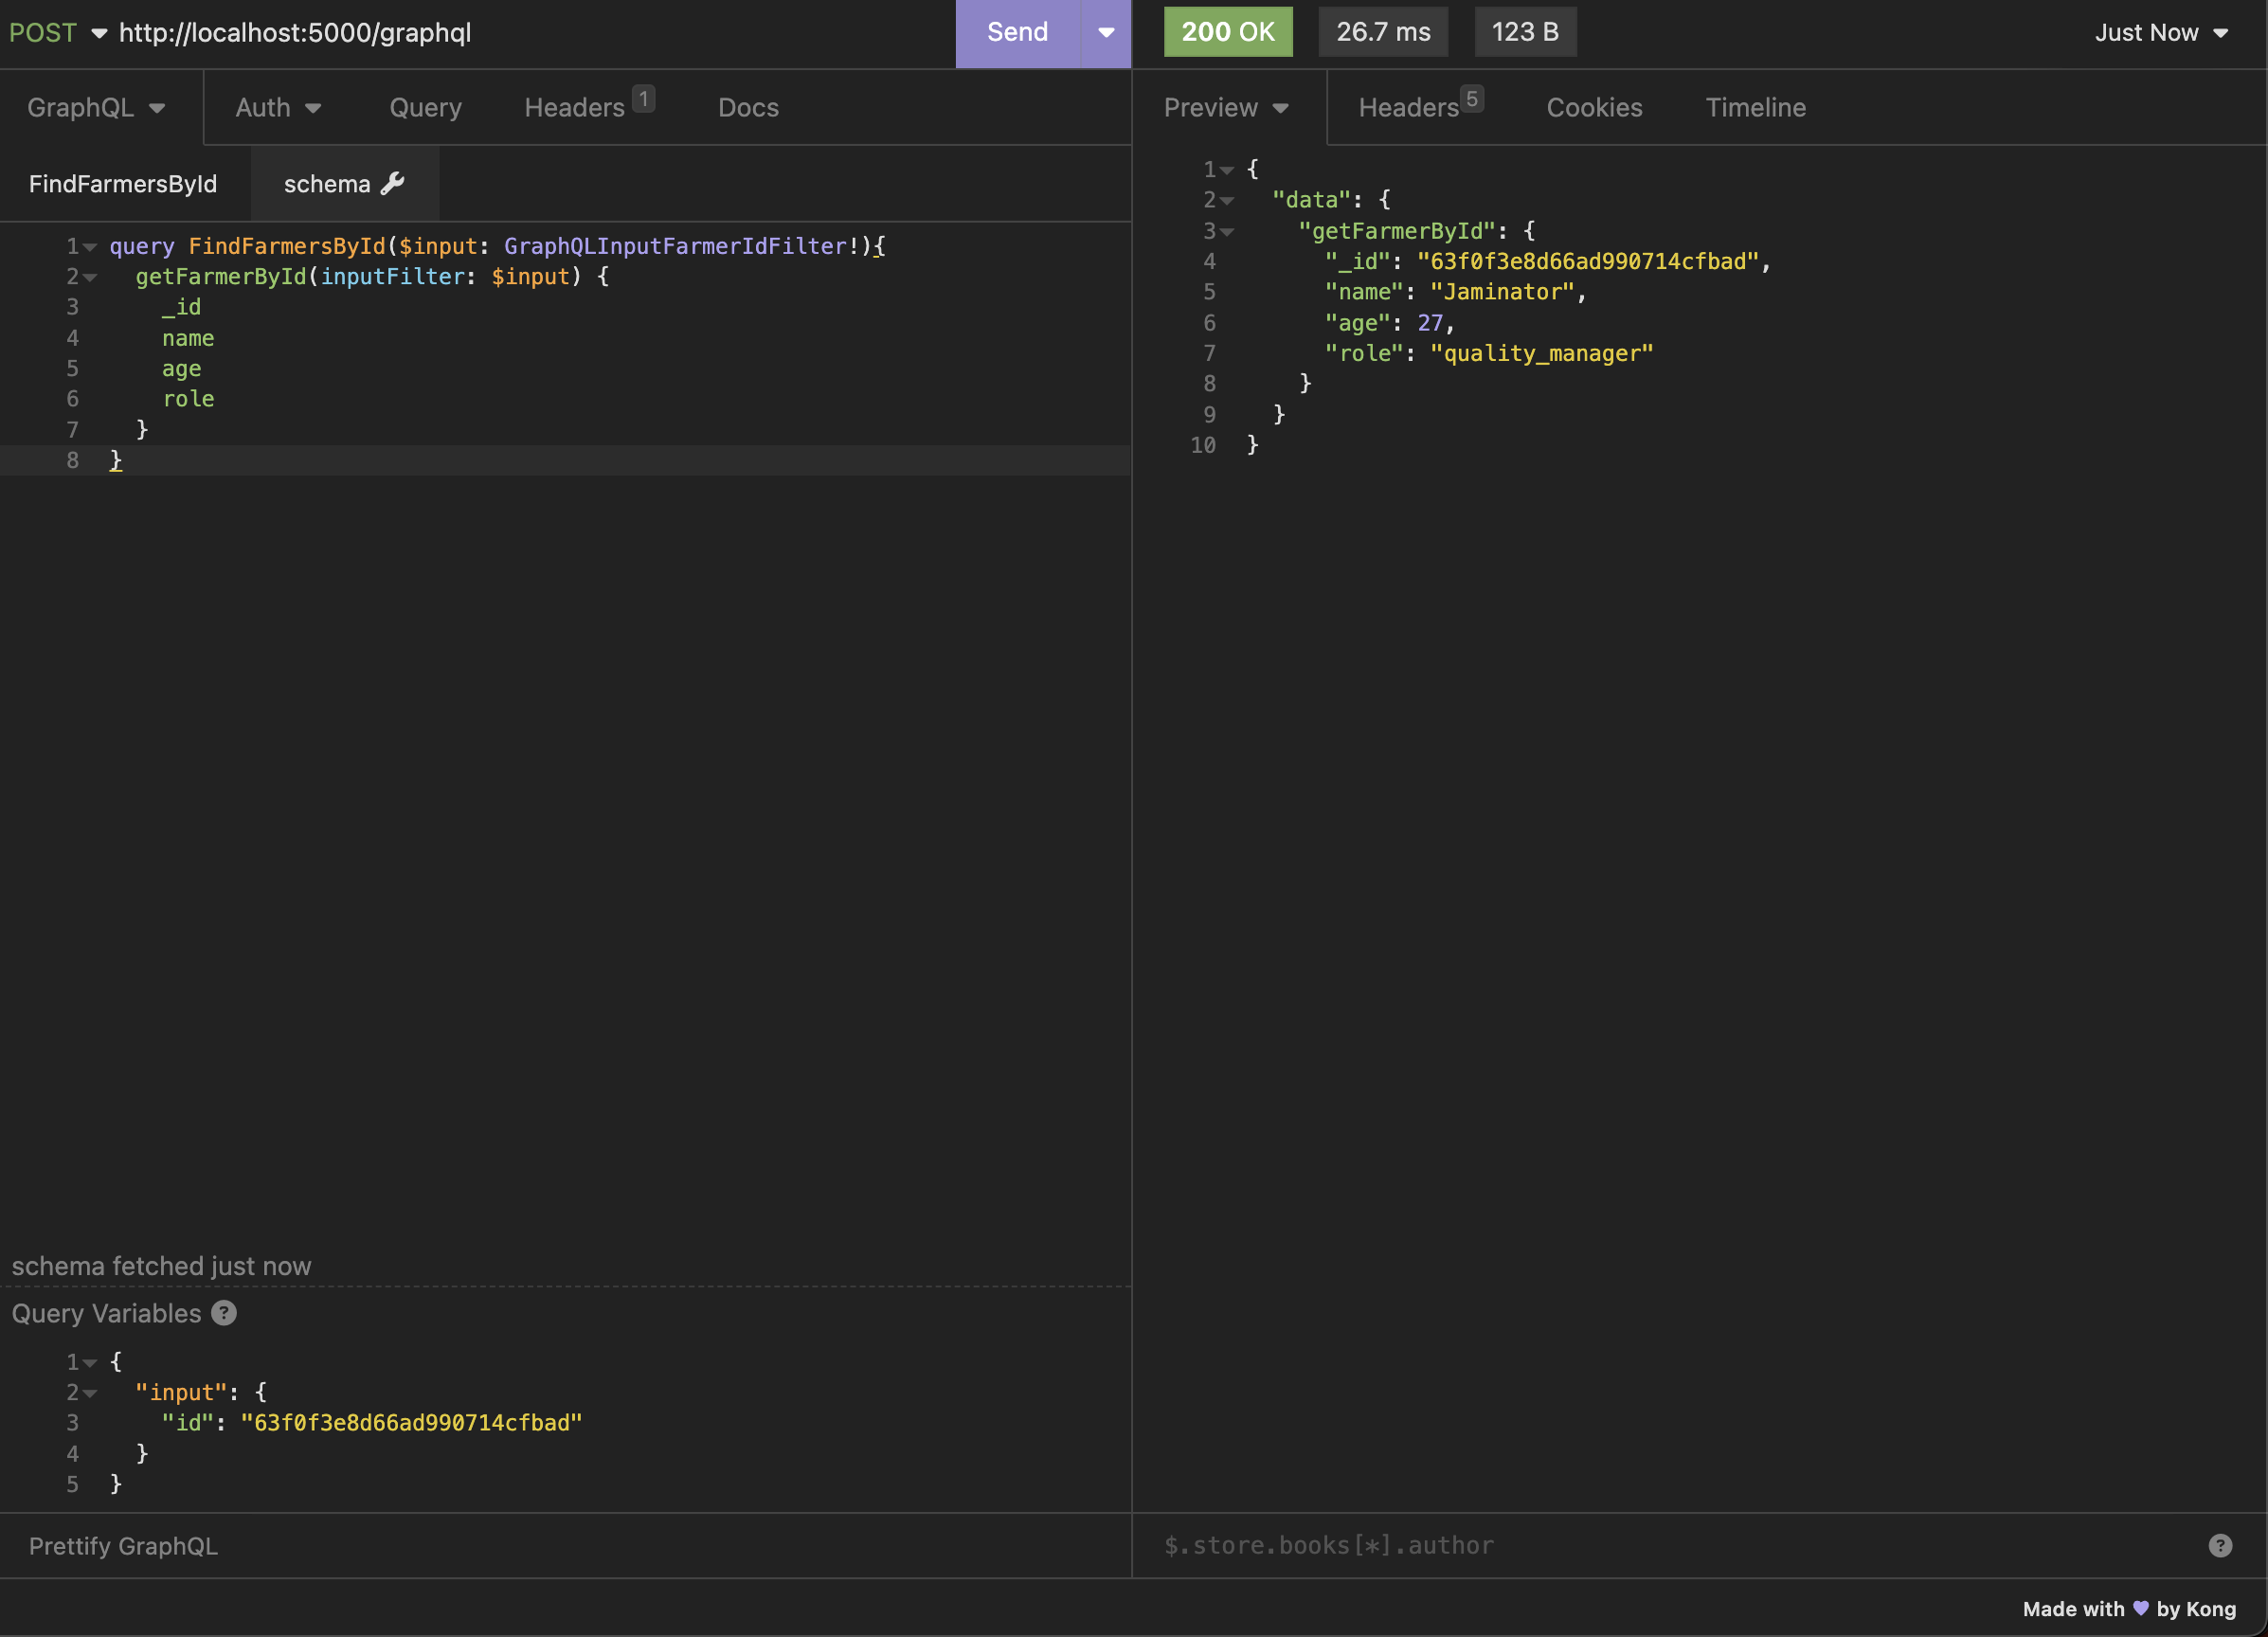 POST http://localhost:5000/graphql Send
200 OK 26.7 ms 123 B Just Now
GraphQL Auth Query Headers 1 Docs
FindFarmersById schema
1 query FindFarmersById($input: GraphQLInputFarmerIdFilter!){
2 getFarmerById(inputFilter: $input) {
3 _id
4 name
5 age
6 role
7 }
8 }
schema fetched just now
Query Variables ?
1 {
2 "input": {
3 "id": "63f0f3e8d66ad990714cfbad"
4 }
5 }
Prettify GraphQL
Preview Headers 5 Cookies Timeline
1 {
2 "data": {
3 "getFarmerById": {
4 "_id": "63f0f3e8d66ad990714cfbad",
5 "name": "Jaminator",
6 "age": 27,
7 "role": "quality_manager"
8 }
9 }
10 }
$.store.books[*].author ?
Made with 💜 by Kong